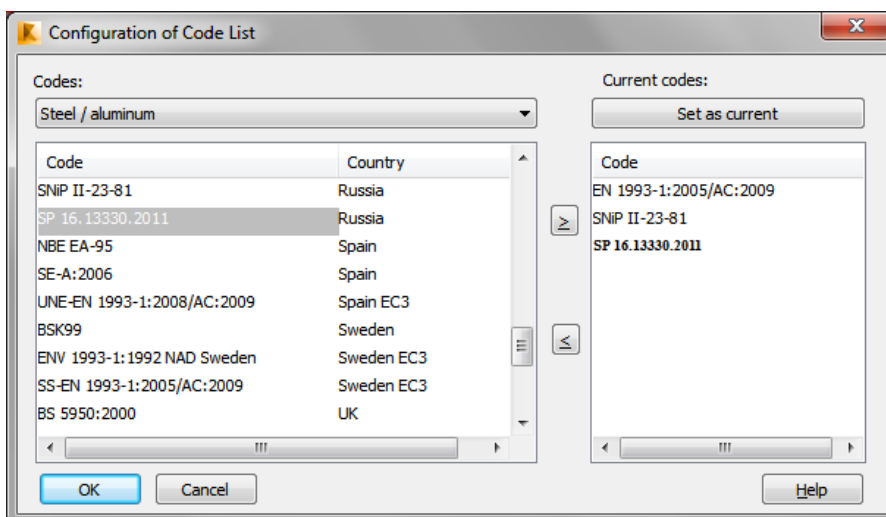 Configuration of Code List
Codes:
Current codes:
Steel / aluminum
Set as current
Code Country
SNiP II-23-81 Russia
SP 16.13330.2011 Russia
NBE EA-95 Spain
SE-A:2006 Spain
UNE-EN 1993-1:2008/AC:2009 Spain EC3
BSK99 Sweden
ENV 1993-1:1992 NAD Sweden Sweden EC3
SS-EN 1993-1:2005/AC:2009 Sweden EC3
BS 5950:2000 UK
≥
≤
Code
EN 1993-1:2005/AC:2009
SNiP II-23-81
SP 16.13330.2011
OK
Cancel
Help